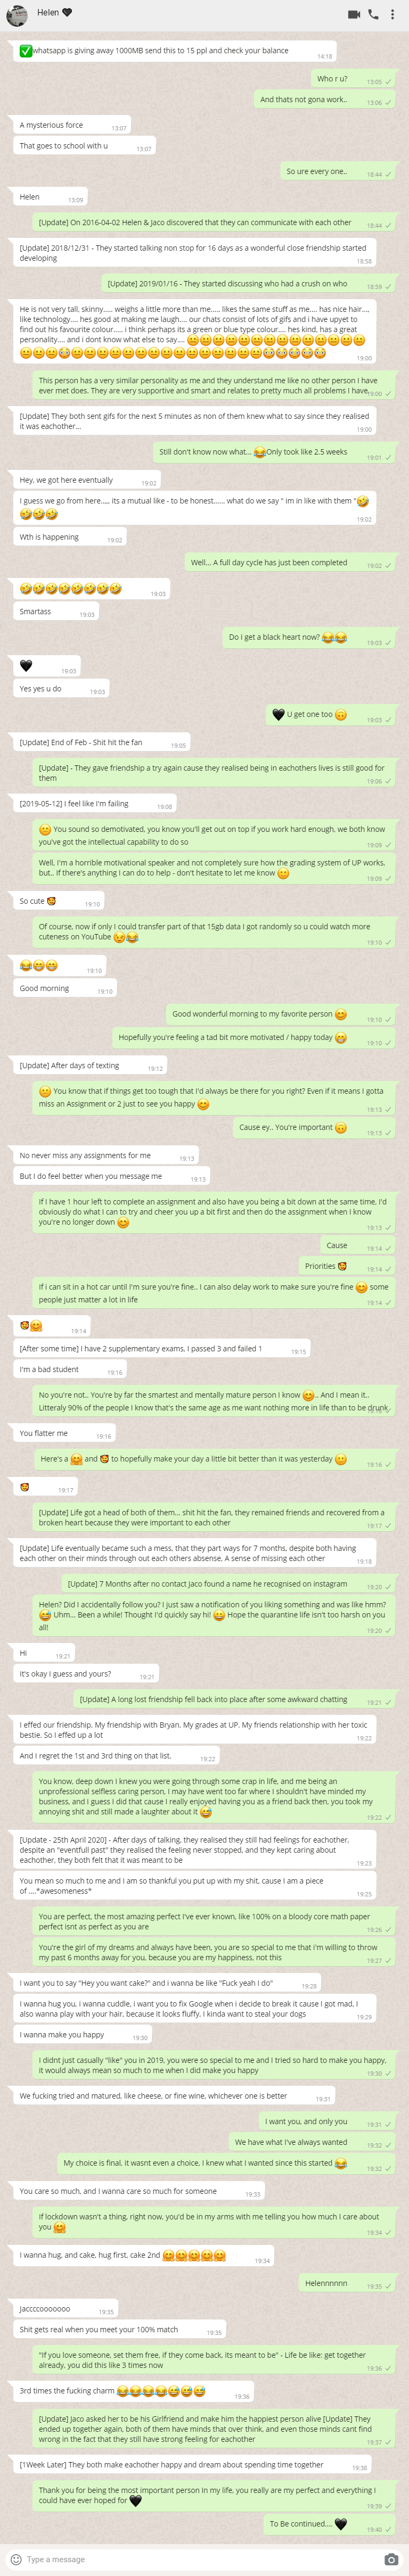 Helen 🖤
✅whatsapp is giving away 1000MB send this to 15 ppl and check your balance
14:18
Who r u?
13:05
And thats not gona work..
13:06
A mysterious force
13:07
That goes to school with u
13:07
So ure every one..
18:44
Helen
13:09
[Update] On 2016-04-02 Helen & Jaco discovered that they can communicate with each other
18:44
[Update] 2018/12/31 - They started talking non stop for 16 days as a wonderful close friendship started
developing
18:58
[Update] 2019/01/16 - They started discussing who had a crush on who
18:59
He is not very tall, skinny..... weighs a little more than me..... likes the same stuff as me.... has nice hair....,
like technology.... hes good at making me laugh.... our chats consist of lots of gifs and i have upyet to
find out his favourite colour..... i think perhaps its a green or blue type colour.... hes kind, has a great
personality.... and i donot know what else to say....
19:00
This person has a very similar personality as me and they understand me like no other person I have
ever met does. They are very supportive and smart and relates to pretty much all problems I have.
19:00
[Update] They both sent gifs for the next 5 minutes as non of them knew what to say since they realised
it was eachother...
19:00
Still don't know now what... 😂Only took like 2.5 weeks
19:01
Hey, we got here eventually
19:02
I guess we go from here..... its a mutual like - to be honest...... what do we say " im in like with them "🤣
🤣🤣🤣
19:02
Wth is happening
19:02
Well... A full day cycle has just been completed
19:02
🤣🤣🤣🤣🤣🤣🤣🤣
19:03
Smartass
19:03
Do I get a black heart now? 😂😂
19:03
🖤
19:03
Yes yes u do
19:03
🖤 U get one too 🙃
19:03
[Update] End of Feb - Shit hit the fan
19:05
[Update] - They gave friendship a try again cause they realised being in eachothers lives is still good for
them
19:06
[2019-05-12] I feel like I'm failing
19:08
😕 You sound so demotivated, you know you'll get out on top if you work hard enough, we both know
you've got the intellectual capability to do so
19:09
Well, I'm a horrible motivational speaker and not completely sure how the grading system of UP works,
but.. If there's anything I can do to help - don't hesitate to let me know 🙂
19:09
So cute 🥰
19:10
Of course, now if only I could transfer part of that 15gb data I got randomly so u could watch more
cuteness on YouTube 😉😂
19:10
😂😁😁
19:10
Good morning
19:10
Good wonderful morning to my favorite person 😊
19:10
Hopefully you're feeling a tad bit more motivated / happy today 😁
19:10
[Update] After days of texting
19:12
😕 You know that if things get too tough that I'd always be there for you right? Even if it means I gotta
miss an Assignment or 2 just to see you happy 😊
19:13
Cause ey.. You're important 🙃
19:13
No never miss any assignments for me
19:13
But I do feel better when you message me
19:13
If I have 1 hour left to complete an assignment and also have you being a bit down at the same time, I'd
obviously do what I can to try and cheer you up a bit first and then do the assignment when I know
you're no longer down 😊
19:13
Cause
19:14
Priorities 🥰
19:14
If i can sit in a hot car until I'm sure you're fine.. I can also delay work to make sure you're fine 😊 some
people just matter a lot in life
19:14
🥰🤗
19:14
[After some time] I have 2 supplementary exams, I passed 3 and failed 1
19:15
I'm a bad student
19:16
No you're not.. You're by far the smartest and mentally mature person I know 😊.. And I mean it..
Litteraly 90% of the people I know that's the same age as me want nothing more in life than to be
You flatter me
19:16
Here's a 🤗 and 🥰 to hopefully make your day a little bit better than it was yesterday 🙂
19:16
🥰
19:17
[Update] Life got a head of both of them... shit hit the fan, they remained friends and recovered from a
broken heart because they were important to each other
19:17
[Update] Life eventually became such a mess, that they part ways for 7 months, despite both having
each other on their minds through out each others absense, A sense of missing each other
19:18
[Update] 7 Months after no contact Jaco found a name he recognised on instagram
19:20
Helen? Did I accidentally follow you? I just saw a notification of you liking something and was like hmm?
😅 Uhm... Been a while! Thought I'd quickly say hi! 😄 Hope the quarantine life isn't too harsh on you
all!
19:20
Hi
19:21
It's okay I guess and yours?
19:21
[Update] A long lost friendship fell back into place after some awkward chatting
19:21
I effed our friendship. My friendship with Bryan. My grades at UP. My friends relationship with her toxic
bestie. So I effed up a lot
19:22
And I regret the 1st and 3rd thing on that list.
19:22
You know, deep down I knew you were going through some crap in life, and me being an
unprofessional selfless caring person, I may have went too far where I shouldn't have minded my
business, and I guess I did that cause I really enjoyed having you as a friend back then, you took my
annoying shit and still made a laughter about it 😅
19:22
[Update - 25th April 2020] - After days of talking, they realised they still had feelings for eachother,
despite an "eventfull past" they realised the feeling never stopped, and they kept caring about
eachother, they both felt that it was meant to be
19:23
You mean so much to me and I am so thankful you put up with my shit, cause I am a piece
of ....*awesomeness*
19:25
You are perfect, the most amazing perfect I've ever known, like 100% on a bloody core math paper
perfect isnt as perfect as you are
19:26
You're the girl of my dreams and always have been, you are so special to me that I'm willing to throw
my past 6 months away for you, because you are my happiness, not this
19:27
I want you to say "Hey you want cake?" and i wanna be like "Fuck yeah I do"
19:28
I wanna hug you, i wanna cuddle, i want you to fix Google when i decide to break it cause I got mad, I
also wanna play with your hair, because it looks fluffy. I kinda want to steal your dogs
19:29
I wanna make you happy
19:30
I didnt just casually "like" you in 2019, you were so special to me and I tried so hard to make you happy,
it would always mean so much to me when I did make you happy
19:30
We fucking tried and matured, like cheese, or fine wine, whichever one is better
19:31
I want you, and only you
19:31
We have what I've always wanted
19:32
My choice is final, it wasnt even a choice, I knew what I wanted since this started 😂
19:32
You care so much, and I wanna care so much for someone
19:33
if lockdown wasn't a thing, right now, you'd be in my arms with me telling you how much I care about
you 🤗
19:34
I wanna hug, and cake, hug first, cake 2nd 🤗🤗🤗🤗🤗
19:34
Helennnnnn
19:35
Jacccccooooooo
19:35
Shit gets real when you meet your 100% match
19:35
"If you love someone, set them free, if they come back, its meant to be" - Life be like: get together
already, you did this like 3 times now
19:36
3rd times the fucking charm 😂😂😂😂😅😅😅
19:36
[Update] Jaco asked her to be his Girlfriend and make him the happiest person alive [Update] They
ended up together again, both of them have minds that over think, and even those minds cant find
wrong in the fact that they still have strong feeling for eachother
19:37
[1Week Later] They both make eachother happy and dream about spending time together
19:38
Thank you for being the most important person In my life, you really are my perfect and everything I
could have ever hoped for 🖤
19:39
To Be continued.... 🖤
19:40
Type a message